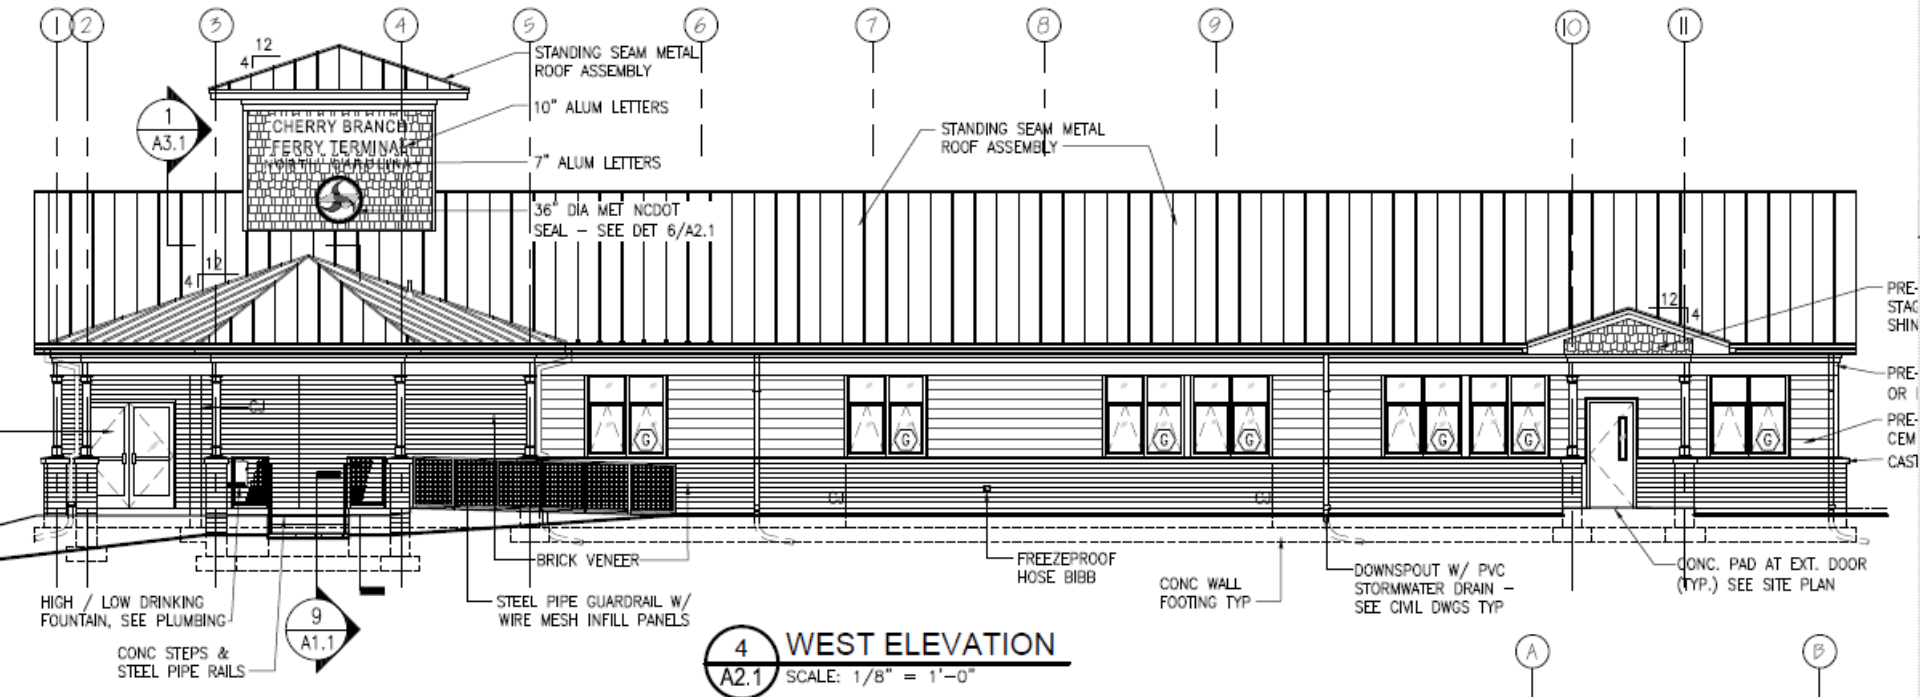 1 2 3 4 5 6 7 8 9 10 11
12
4
STANDING SEAM METAL
ROOF ASSEMBLY
1
A3.1
10" ALUM LETTERS
CHERRY BRANCH
FERRY TERMINAL
NORTH CAROLINA
7" ALUM LETTERS
STANDING SEAM METAL
ROOF ASSEMBLY
36" DIA MET NCDOT
SEAL – SEE DET 6/A2.1
12
4
12
4
PRE-
STAG
SHIN
PRE-
OR
PRE-
CEM
CAST
CJ
G
G
G
G
G
G
G
CJ
CJ
BRICK VENEER
FREEZEPROOF
HOSE BIBB
CONC WALL
FOOTING TYP
DOWNSPOUT W/ PVC
STORMWATER DRAIN –
SEE CIVIL DWGS TYP
CONC. PAD AT EXT. DOOR
(TYP.) SEE SITE PLAN
HIGH / LOW DRINKING
FOUNTAIN, SEE PLUMBING
STEEL PIPE GUARDRAIL W/
WIRE MESH INFILL PANELS
9
A1.1
CONC STEPS &
STEEL PIPE RAILS
4
A2.1
WEST ELEVATION
SCALE: 1/8" = 1'-0"
A B